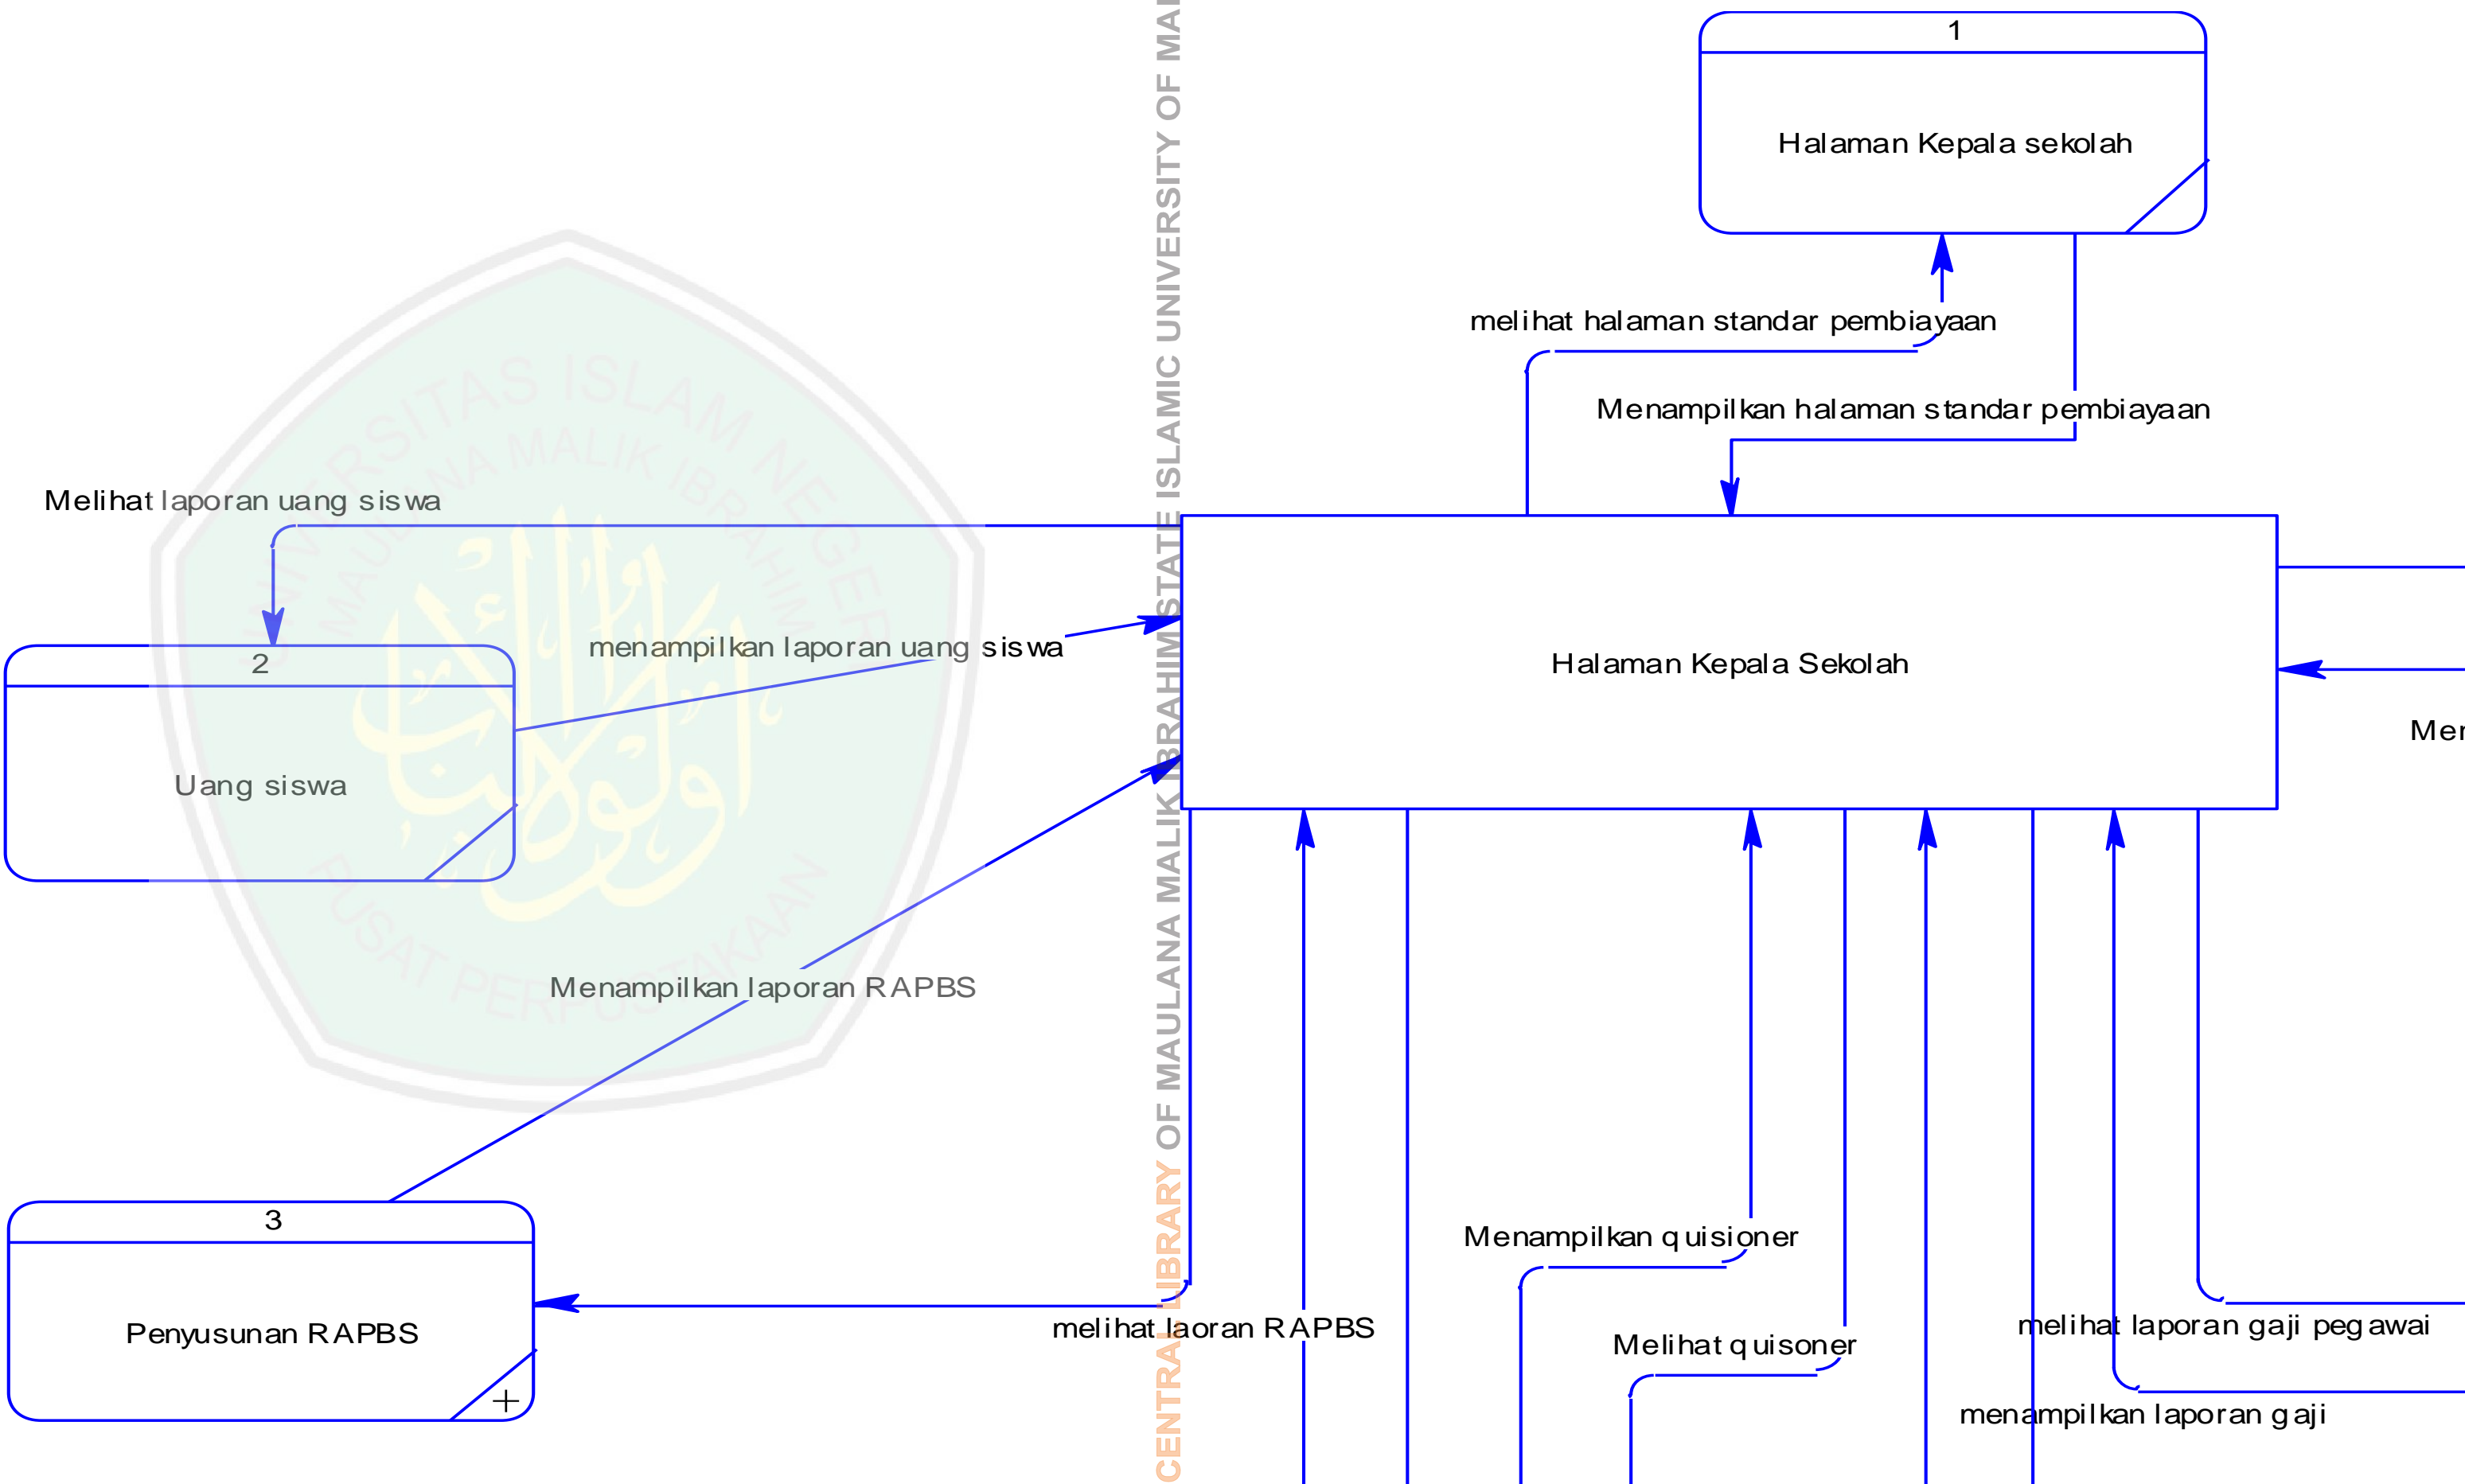 1
Halaman Kepala sekolah
melihat halaman standar pembiayaan
Menampilkan halaman standar pembiayaan
Melihat laporan uang siswa
2
menampilkan laporan uang siswa
Uang siswa
Halaman Kepala Sekolah
Menampilkan laporan RAPBS
3
Penyusunan RAPBS
melihat laoran RAPBS
Menampilkan quisioner
Melihat quisoner
melihat laporan gaji pegawai
menampilkan laporan gaji
UNIVERSITAS ISLAM NEGERI
MAULANA MALIK IBRAHIM
PUSAT PERPUSTAKAAN
CENTRAL LIBRARY OF MAULANA MALIK IBRAHIM STATE ISLAMIC UNIVERSITY OF